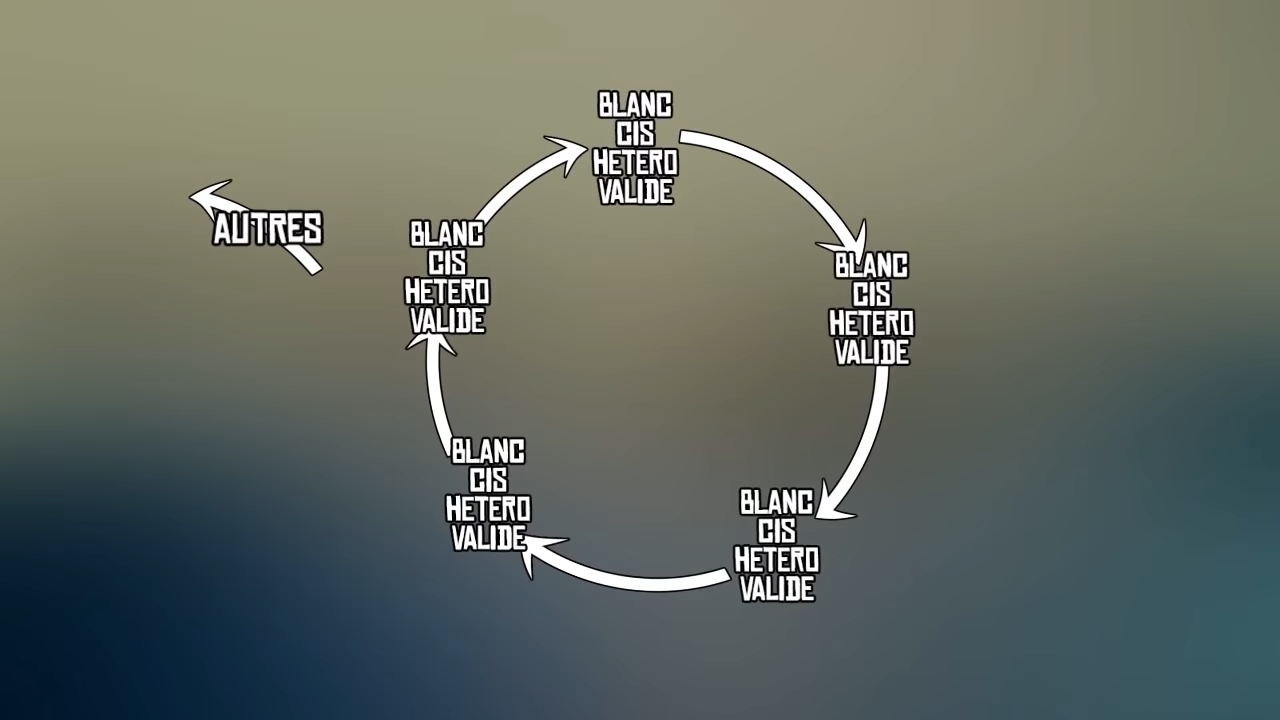 BLANC
CIS
HETERO
VALIDE
AUTRES
BLANC
CIS
HETERO
VALIDE
BLANC
CIS
HETERO
VALIDE
BLANC
CIS
HETERO
VALIDE
BLANC
CIS
HETERO
VALIDE